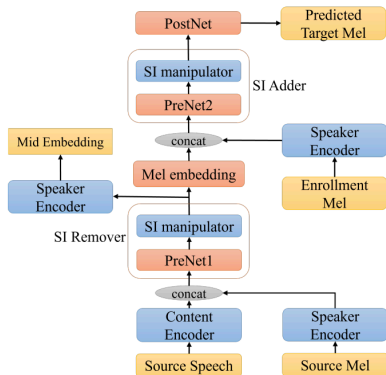 PostNet
Predicted
Target Mel
SI manipulator
SI Adder
PreNet2
concat
Speaker
Encoder
Mid Embedding
Mel embedding
Enrollment
Mel
Speaker
Encoder
SI manipulator
SI Remover
PreNet1
concat
Content
Encoder
Speaker
Encoder
Source Speech
Source Mel